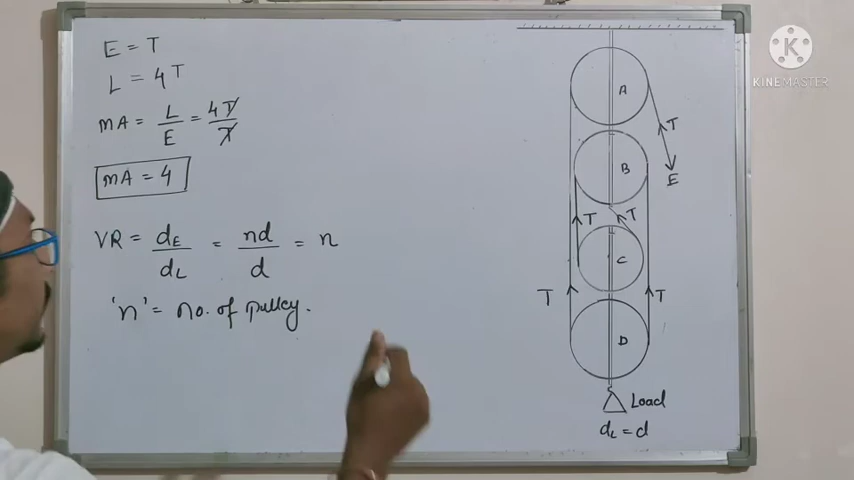 E = T
L = 4T
MA = L/E = 4T/T
MA = 4
VR = dE/dL = nd/d = n
'n' = no. of pulley.
A
T
E
B
T
T
C
T
T
D
Load
dL = d
K
KINEMASTER